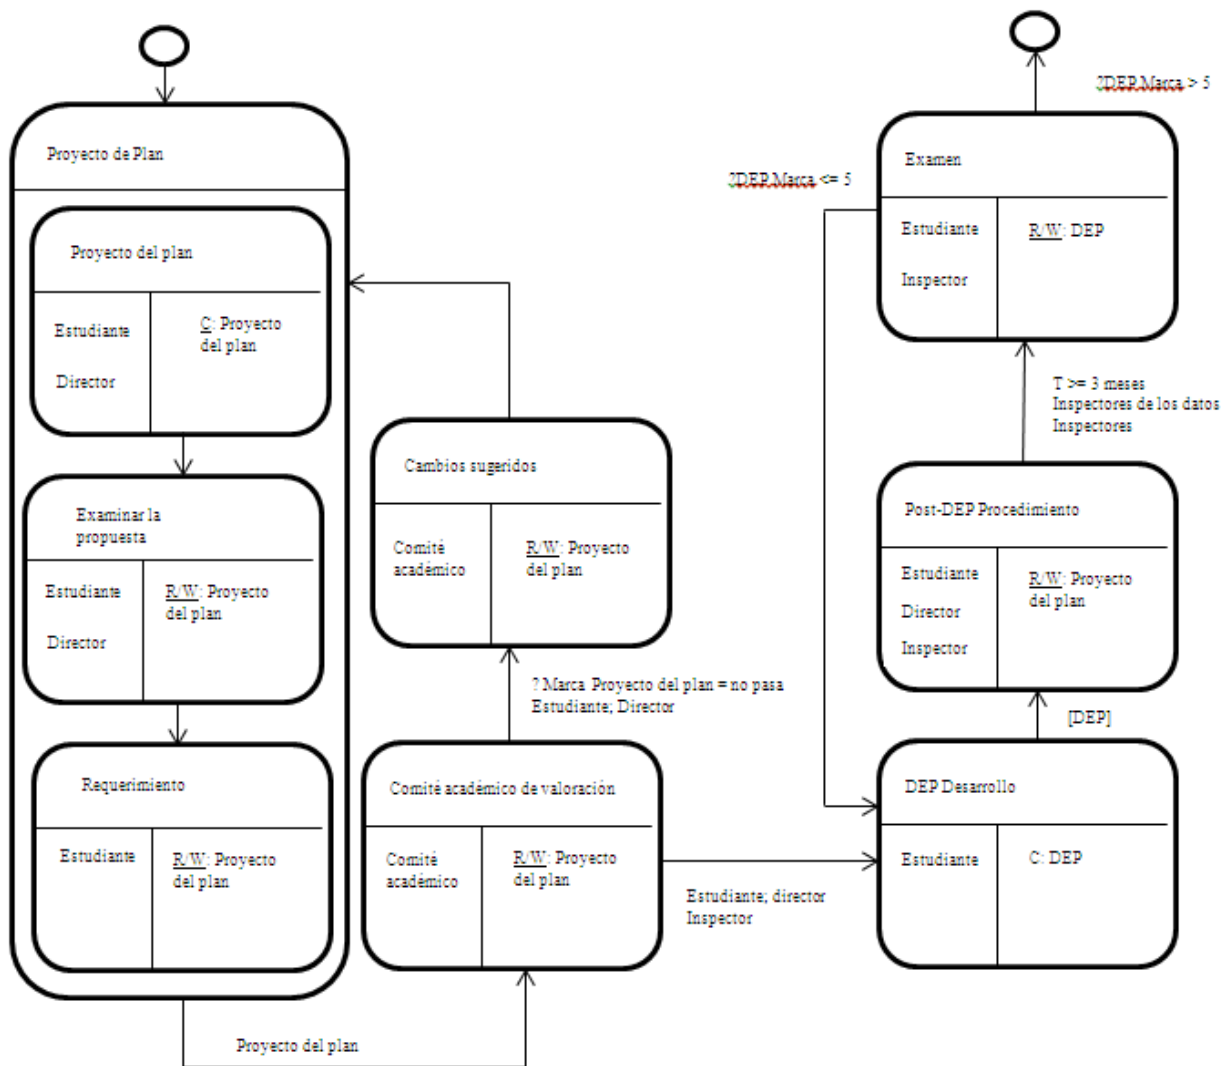 Proyecto de Plan
Proyecto del plan
Estudiante
Director
C: Proyecto
del plan
Examinar la
propuesta
Estudiante
Director
R/W: Proyecto
del plan
Requerimiento
Estudiante
R/W: Proyecto
del plan
Proyecto del plan
Cambios sugeridos
Comité
académico
R/W: Proyecto
del plan
? Marca Proyecto del plan = no pasa
Estudiante; Director
Comité académico de valoración
Comité
académico
R/W: Proyecto
del plan
Estudiante; director
Inspector
?DEP.Marca > 5
?DEP.Marca <= 5
Examen
Estudiante
Inspector
R/W: DEP
T >= 3 meses
Inspectores de los datos
Inspectores
Post-DEP Procedimiento
Estudiante
Director
Inspector
R/W: Proyecto
del plan
[DEP]
DEP Desarrollo
Estudiante
C: DEP